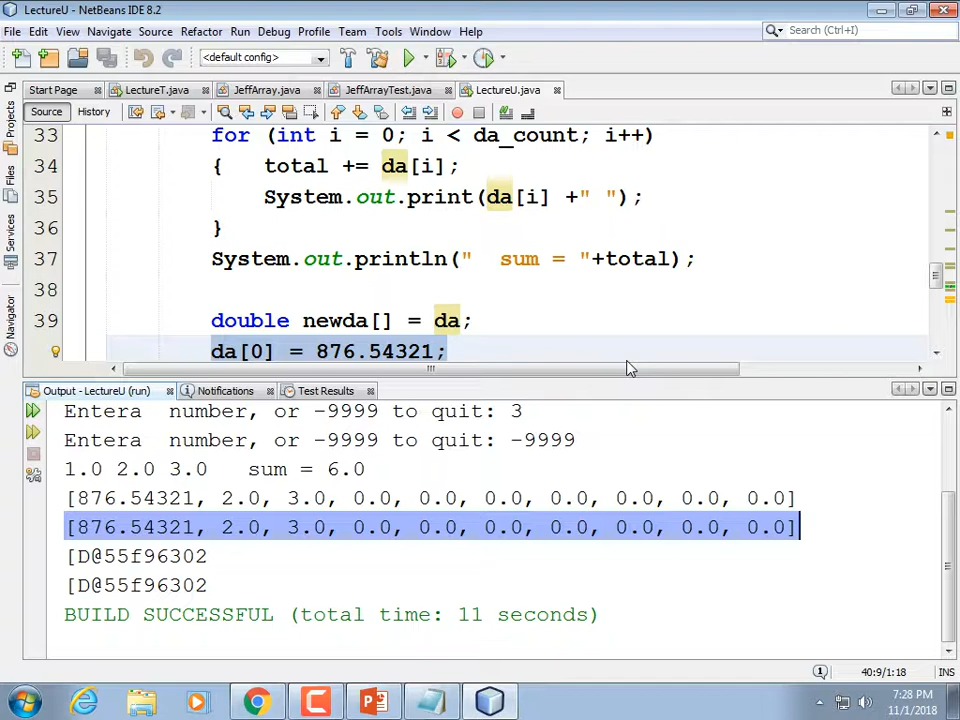 LectureU - NetBeans IDE 8.2
File Edit View Navigate Source Refactor Run Debug Profile Team Tools Window Help
Search (Ctrl+I)
<default config>
Start Page LectureT.java JeffArray.java JeffArrayTest.java LectureU.java
Source History
Projects
Files
Services
Navigator
33 for (int i = 0; i < da_count; i++)
34 { total += da[i];
35 System.out.print(da[i] +" ");
36 }
37 System.out.println("  sum = "+total);
38
39 double newda[] = da;
da[0] = 876.54321;
Output - LectureU (run) Notifications Test Results
Entera  number, or -9999 to quit: 3
Entera  number, or -9999 to quit: -9999
1.0 2.0 3.0   sum = 6.0
[876.54321, 2.0, 3.0, 0.0, 0.0, 0.0, 0.0, 0.0, 0.0, 0.0]
[876.54321, 2.0, 3.0, 0.0, 0.0, 0.0, 0.0, 0.0, 0.0, 0.0]
[D@55f96302
[D@55f96302
BUILD SUCCESSFUL (total time: 11 seconds)
1 40:9/1:18 INS
7:28 PM
11/1/2018